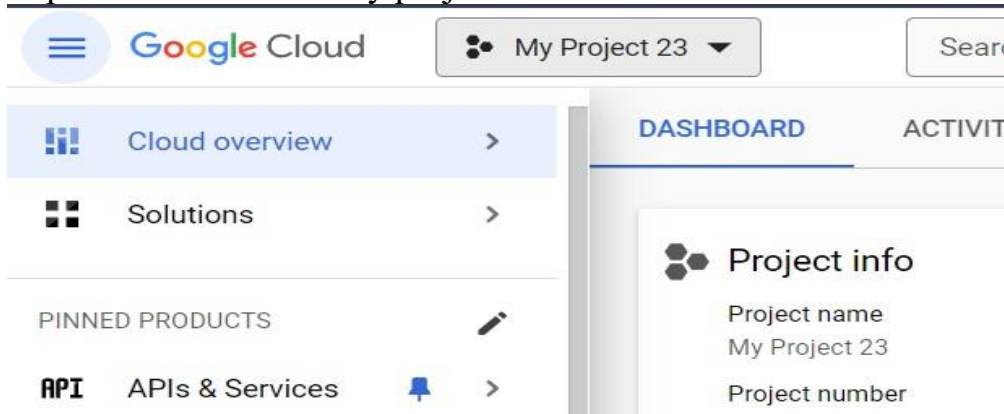 Google Cloud
My Project 23
Cloud overview
Solutions
PINNED PRODUCTS
API APIs & Services
DASHBOARD
Project info
Project name
My Project 23
Project number